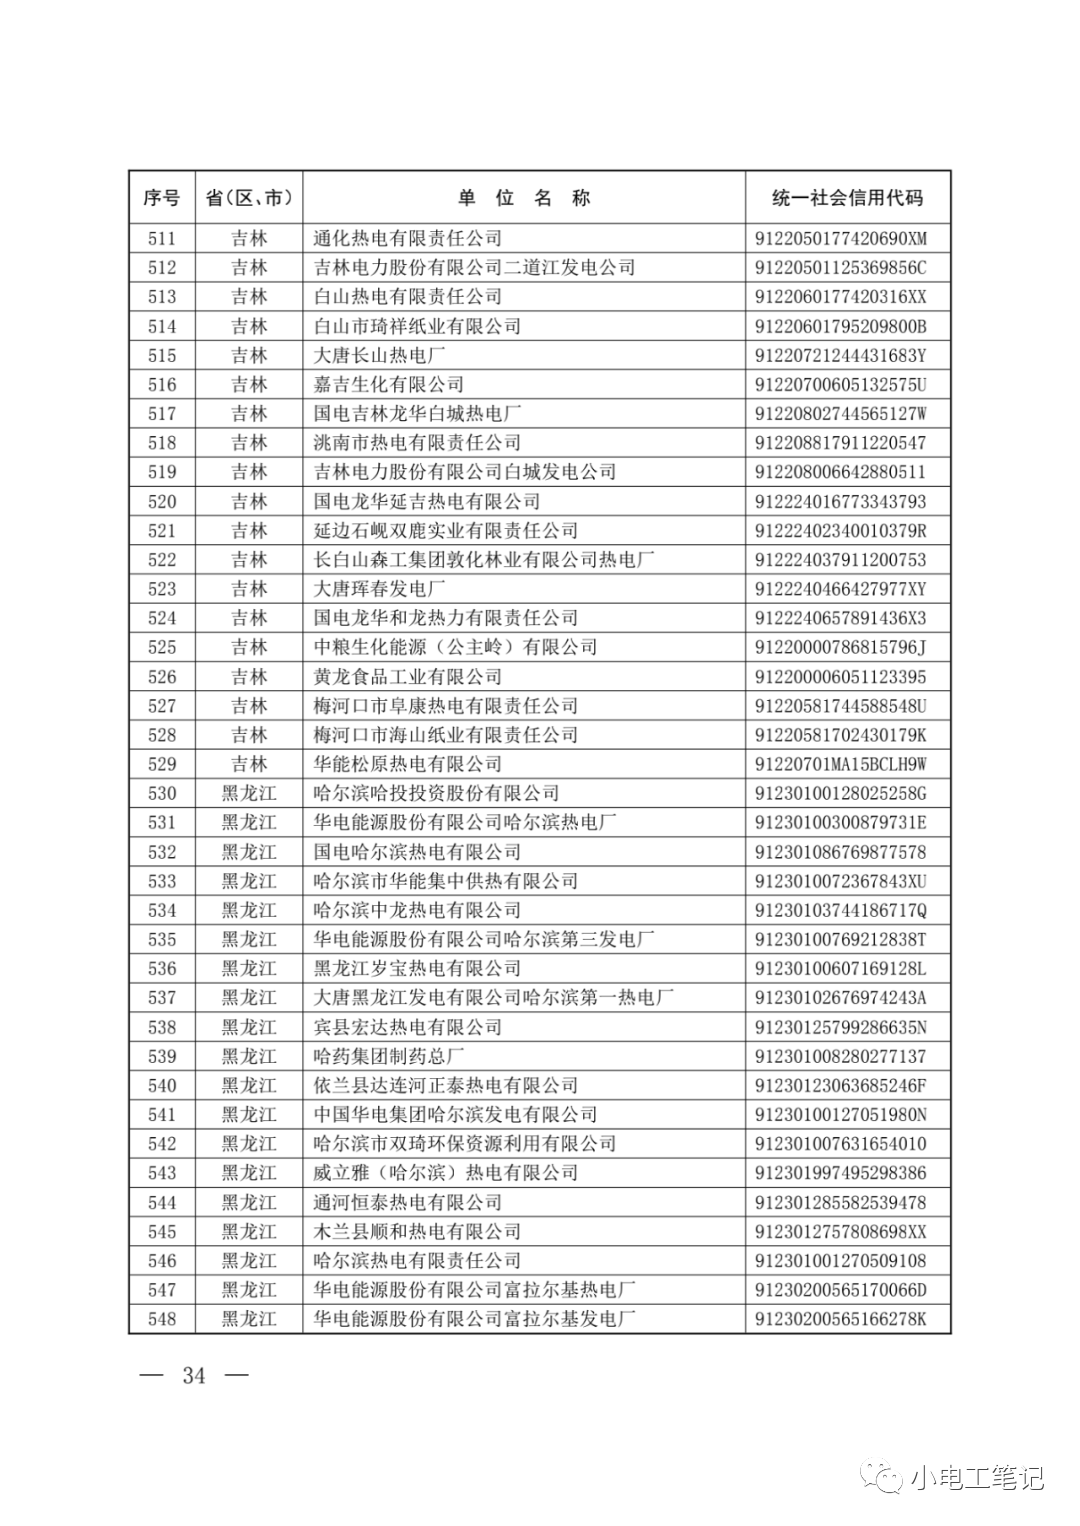 序号 省（区、市） 单位名称 统一社会信用代码
511 吉林 通化热电有限责任公司 9122050177420690XM
512 吉林 吉林电力股份有限公司二道江发电公司 91220501125369856C
513 吉林 白山热电有限责任公司 9122060177420316XX
514 吉林 白山市琦祥纸业有限公司 91220601795209800B
515 吉林 大唐长山热电厂 91220721244431683Y
516 吉林 嘉吉生化有限公司 91220700605132575U
517 吉林 国电吉林龙华白城热电厂 91220802744565127W
518 吉林 洮南市热电有限责任公司 912208817911220547
519 吉林 吉林电力股份有限公司白城发电公司 912208006642880511
520 吉林 国电龙华延吉热电有限公司 912224016773343793
521 吉林 延边石岘双鹿实业有限责任公司 91222402340010379R
522 吉林 长白山森工集团敦化林业有限公司热电厂 912224037911200753
523 吉林 大唐珲春发电厂 9122240466427977XY
524 吉林 国电龙华和龙热力有限责任公司 9122240657891436X3
525 吉林 中粮生化能源（公主岭）有限公司 91220000786815796J
526 吉林 黄龙食品工业有限公司 912200006051123395
527 吉林 梅河口市阜康热电有限责任公司 91220581744588548U
528 吉林 梅河口市海山纸业有限责任公司 91220581702430179K
529 吉林 华能松原热电有限公司 91220701MA15BCLH9W
530 黑龙江 哈尔滨哈投投资股份有限公司 91230100128025258G
531 黑龙江 华电能源股份有限公司哈尔滨热电厂 91230100300879731E
532 黑龙江 国电哈尔滨热电有限公司 912301086769877578
533 黑龙江 哈尔滨市华能集中供热有限公司 9123010072367843XU
534 黑龙江 哈尔滨中龙热电有限公司 91230103744186717Q
535 黑龙江 华电能源股份有限公司哈尔滨第三发电厂 91230100769212838T
536 黑龙江 黑龙江岁宝热电有限公司 91230100607169128L
537 黑龙江 大唐黑龙江发电有限公司哈尔滨第一热电厂 91230102676974243A
538 黑龙江 宾县宏达热电有限公司 91230125799286635N
539 黑龙江 哈药集团制药总厂 912301008280277137
540 黑龙江 依兰县达连河正泰热电有限公司 91230123063685246F
541 黑龙江 中国华电集团哈尔滨发电有限公司 91230100127051980N
542 黑龙江 哈尔滨市双琦环保资源利用有限公司 912301007631654010
543 黑龙江 威立雅（哈尔滨）热电有限公司 912301997495298386
544 黑龙江 通河恒泰热电有限公司 912301285582539478
545 黑龙江 木兰县顺和热电有限公司 9123012757808698XX
546 黑龙江 哈尔滨热电有限责任公司 912301001270509108
547 黑龙江 华电能源股份有限公司富拉尔基热电厂 91230200565170066D
548 黑龙江 华电能源股份有限公司富拉尔基发电厂 91230200565166278K
— 34 —
小电工笔记